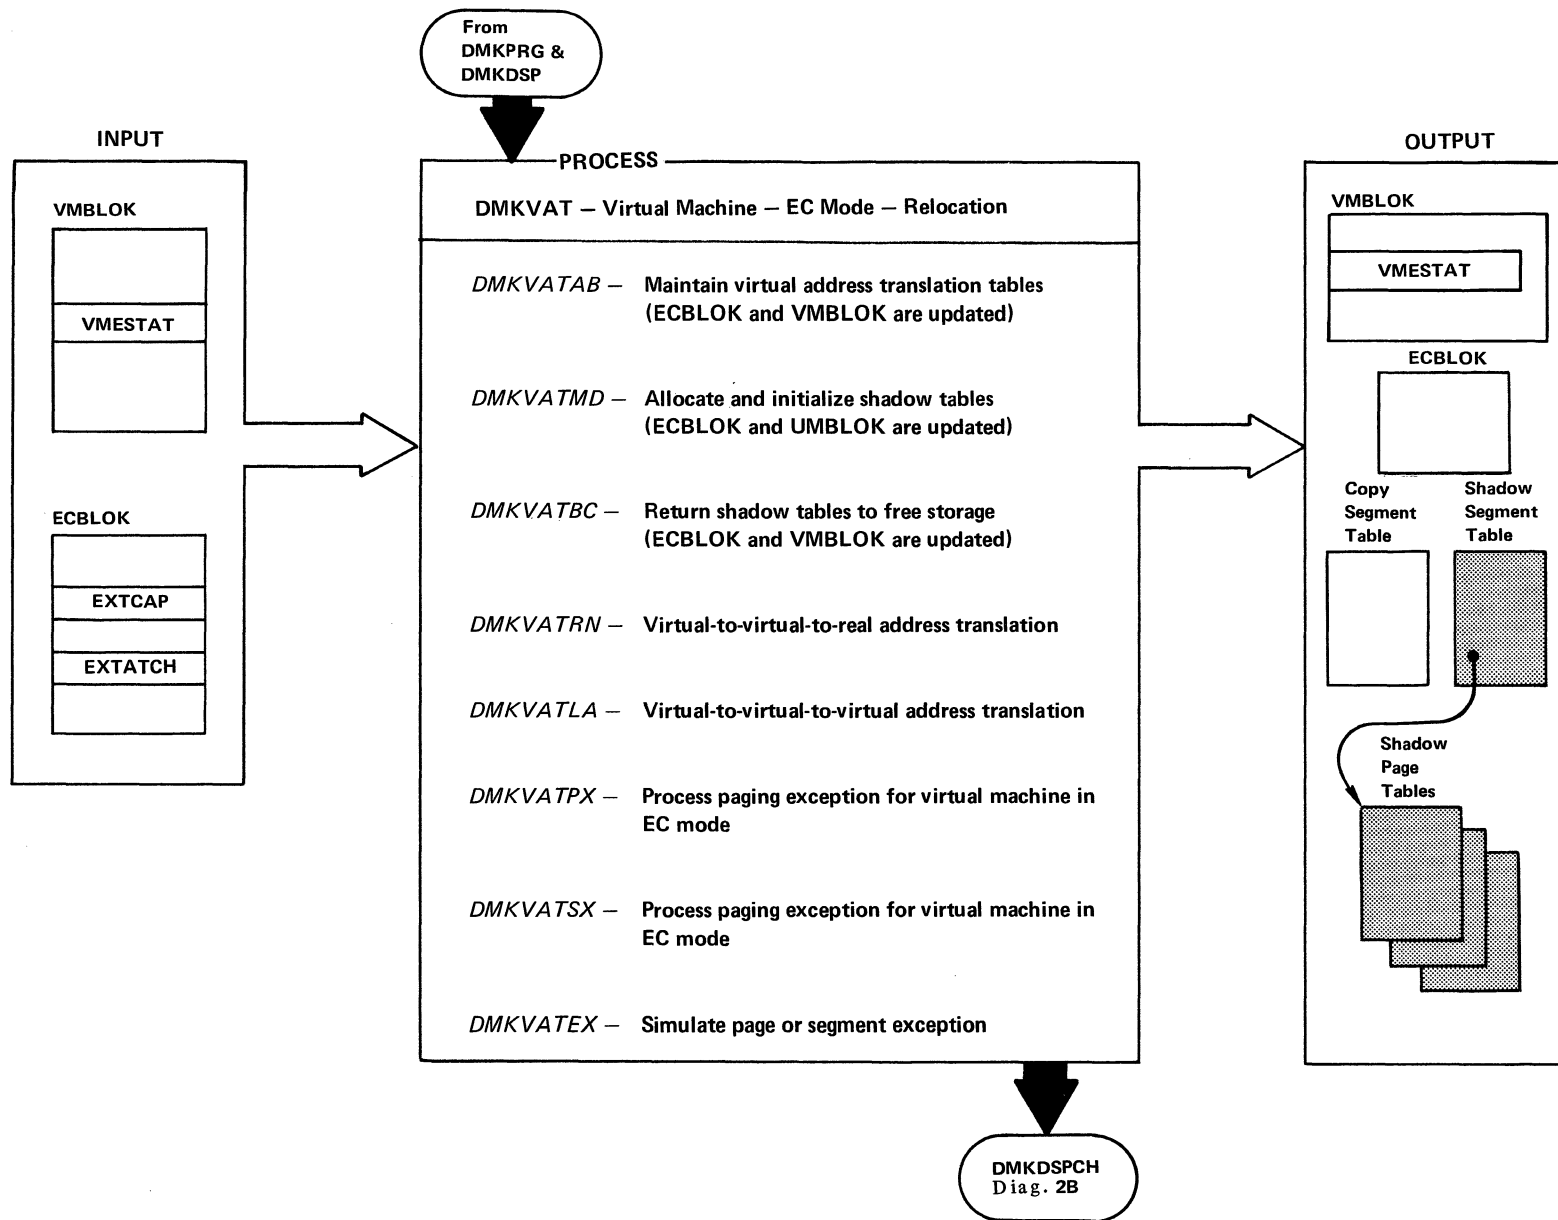 From
DMKPRG &
DMKDSP
INPUT
VMBLOK
VMESTAT
ECBLOK
EXTCAP
EXTATCH
PROCESS
DMKVAT – Virtual Machine – EC Mode – Relocation
DMKVATAB – Maintain virtual address translation tables
(ECBLOK and VMBLOK are updated)
DMKVATMD – Allocate and initialize shadow tables
(ECBLOK and UMBLOK are updated)
DMKVATBC – Return shadow tables to free storage
(ECBLOK and VMBLOK are updated)
DMKVATRN – Virtual-to-virtual-to-real address translation
DMKVATLA – Virtual-to-virtual-to-virtual address translation
DMKVATPX – Process paging exception for virtual machine in
EC mode
DMKVATSX – Process paging exception for virtual machine in
EC mode
DMKVATEX – Simulate page or segment exception
OUTPUT
VMBLOK
VMESTAT
ECBLOK
Copy
Segment
Table
Shadow
Segment
Table
Shadow
Page
Tables
DMKDSPCH
Diag. 2B